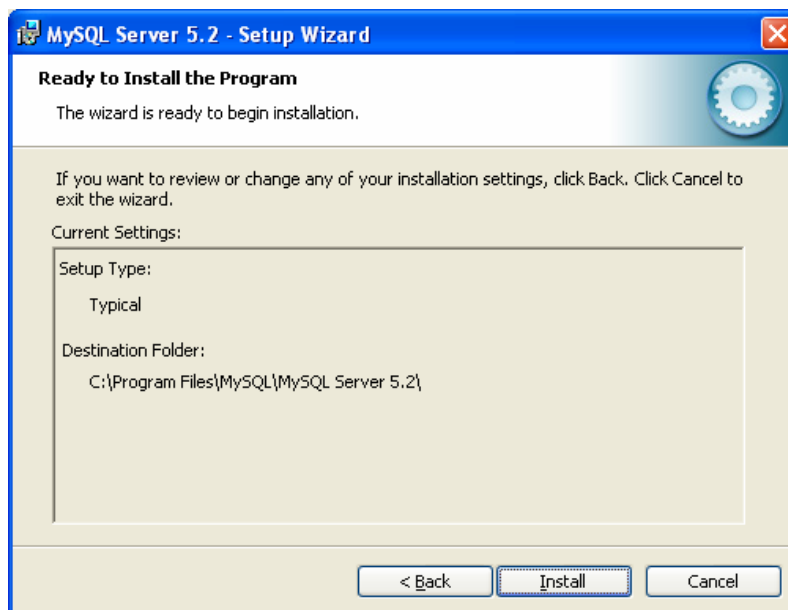 MySQL Server 5.2 - Setup Wizard
Ready to Install the Program
The wizard is ready to begin installation.
If you want to review or change any of your installation settings, click Back. Click Cancel to
exit the wizard.
Current Settings:
Setup Type:
Typical
Destination Folder:
C:\Program Files\MySQL\MySQL Server 5.2\
< Back
Install
Cancel